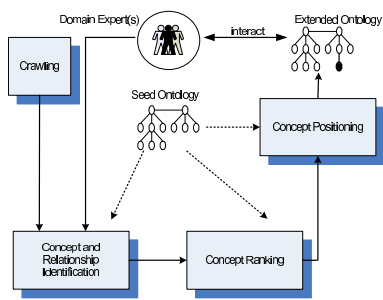 Domain Expert(s)
interact
Extended Ontology
Crawling
Seed Ontology
Concept Positioning
Concept and
Relationship
Identification
Concept Ranking